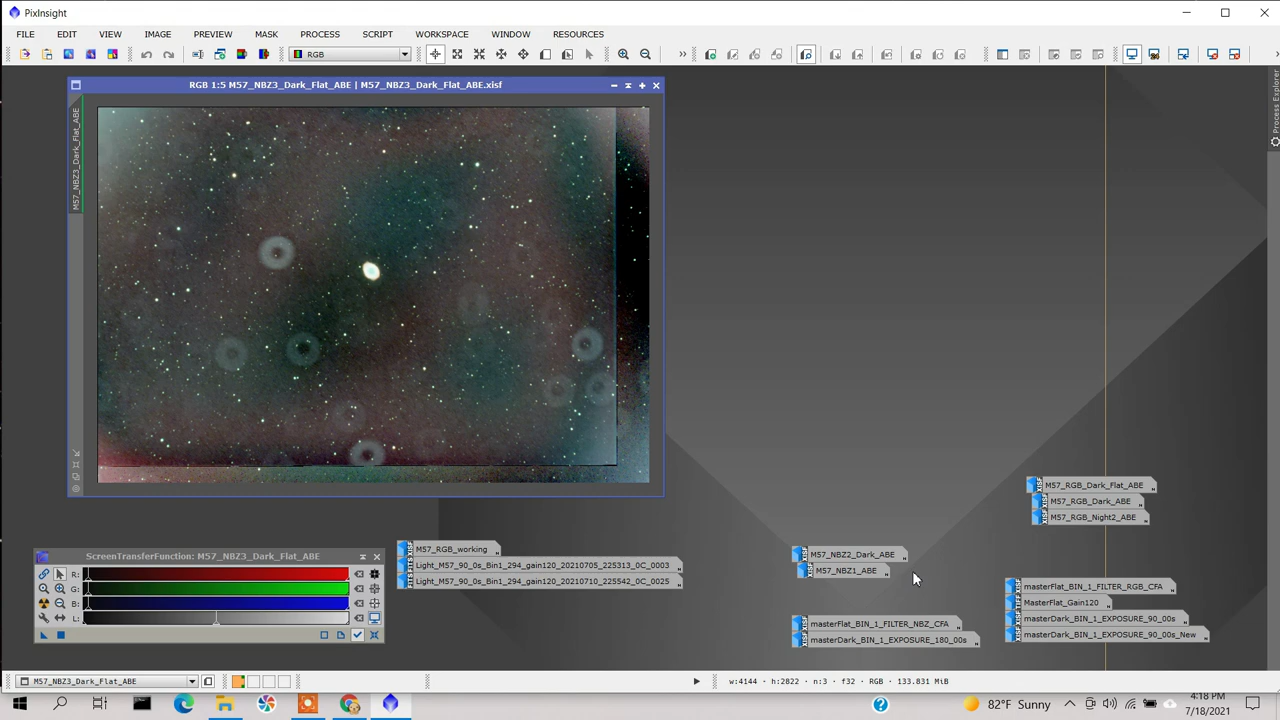 PixInsight
FILE EDIT VIEW IMAGE PROCESS PREVIEW MASK SCRIPT WORKSPACE WINDOW RESOURCES
RGB
RGB 1:5 M57_NBZ3_Dark_Flat_ABE | M57_NBZ3_Dark_Flat_ABE.xisf
M57_NBZ3_Dark_Flat_ABE
Process Explorer
M57_RGB_Dark_Flat_ABE
M57_RGB_Dark_ABE
M57_RGB_Night2_ABE
M57_RGB_working
Light_M57_90_0s_Bin1_294_gain120_20210705_225313_0C_0003
Light_M57_90_0s_Bin1_294_gain120_20210710_225542_0C_0025
M57_NBZ2_Dark_ABE
M57_NBZ1_ABE
masterFlat_BIN_1_FILTER_NBZ_CFA
masterDark_BIN_1_EXPOSURE_180_00s
masterFlat_BIN_1_FILTER_RGB_CFA
MasterFlat_Gain120
masterDark_BIN_1_EXPOSURE_90_00s
masterDark_BIN_1_EXPOSURE_90_00s_New
ScreenTransferFunction: M57_NBZ3_Dark_Flat_ABE
R:
G:
B:
L:
M57_NBZ3_Dark_Flat_ABE
w:4144 · h:2822 · n:3 · f32 · RGB · 133.831 MiB
82°F Sunny
4:18 PM
7/18/2021